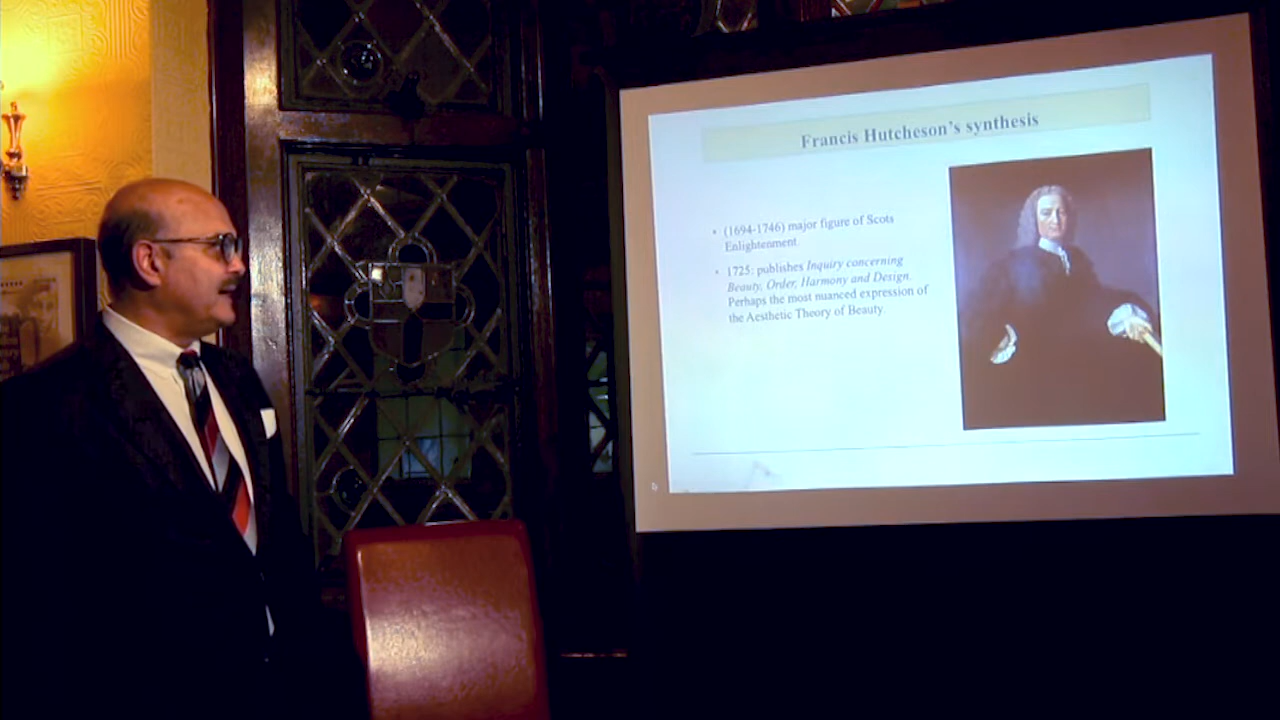 Francis Hutcheson's synthesis
• (1694-1746) major figure of Scots
Enlightenment.
• 1725: publishes Inquiry concerning
Beauty, Order, Harmony and Design.
Perhaps the most nuanced expression of
the Aesthetic Theory of Beauty.